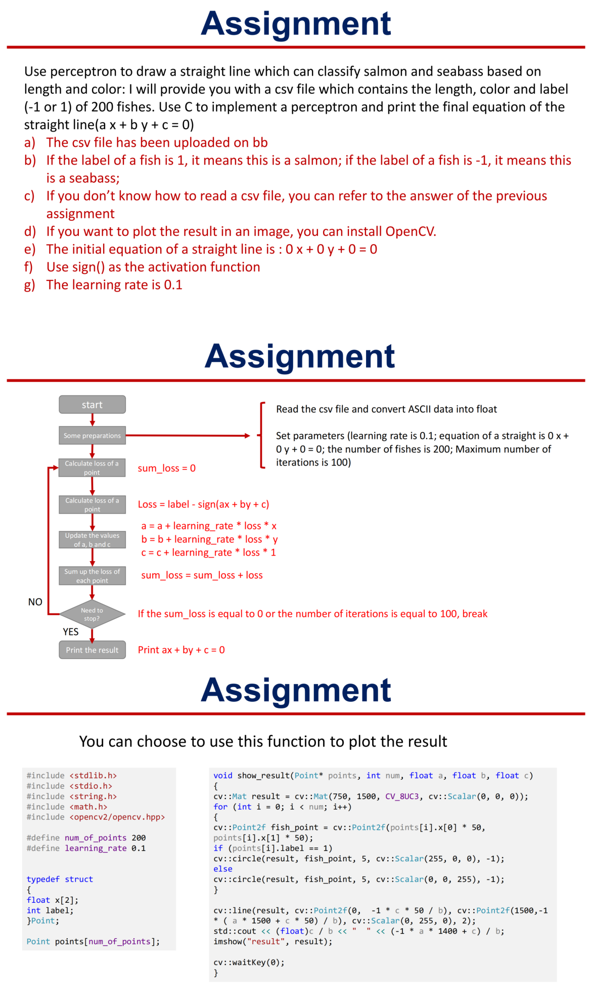 Assignment
Use perceptron to draw a straight line which can classify salmon and seabass based on
length and color: I will provide you with a csv file which contains the length, color and label
(-1 or 1) of 200 fishes. Use C to implement a perceptron and print the final equation of the
straight line(a x + b y + c = 0)
a) The csv file has been uploaded on bb
b) If the label of a fish is 1, it means this is a salmon; if the label of a fish is -1, it means this
is a seabass;
c) If you don’t know how to read a csv file, you can refer to the answer of the previous
assignment
d) If you want to plot the result in an image, you can install OpenCV.
e) The initial equation of a straight line is : 0 x + 0 y + 0 = 0
f) Use sign() as the activation function
g) The learning rate is 0.1
Assignment
start
Some preparations
Read the csv file and convert ASCII data into float
Set parameters (learning rate is 0.1; equation of a straight is 0 x +
0 y + 0 = 0; the number of fishes is 200; Maximum number of
iterations is 100)
Calculate loss of a
point
sum_loss = 0
Calculate loss of a
point
Loss = label - sign(ax + by + c)
Update the values
of a, b and c
a = a + learning_rate * loss * x
b = b + learning_rate * loss * y
c = c + learning_rate * loss * 1
Sum up the loss of
each point
sum_loss = sum_loss + loss
NO
Need to
stop?
If the sum_loss is equal to 0 or the number of iterations is equal to 100, break
YES
Print the result
Print ax + by + c = 0
Assignment
You can choose to use this function to plot the result
#include <stdlib.h>
#include <stdio.h>
#include <string.h>
#include <math.h>
#include <opencv2/opencv.hpp>
#define num_of_points 200
#define learning_rate 0.1
typedef struct
{
float x[2];
int label;
}Point;
Point points[num_of_points];
void show_result(Point* points, int num, float a, float b, float c)
{
cv::Mat result = cv::Mat(750, 1500, CV_8UC3, cv::Scalar(0, 0, 0));
for (int i = 0; i < num; i++)
{
cv::Point2f fish_point = cv::Point2f(points[i].x[0] * 50,
points[i].x[1] * 50);
if (points[i].label == 1)
cv::circle(result, fish_point, 5, cv::Scalar(255, 0, 0), -1);
else
cv::circle(result, fish_point, 5, cv::Scalar(0, 0, 255), -1);
}
cv::line(result, cv::Point2f(0,  -1 * c * 50 / b), cv::Point2f(1500,-1
* ( a * 1500 + c * 50) / b), cv::Scalar(0, 255, 0), 2);
std::cout << (float)c / b << "  " << (-1 * a * 1400 + c) / b;
imshow("result", result);
cv::waitKey(0);
}